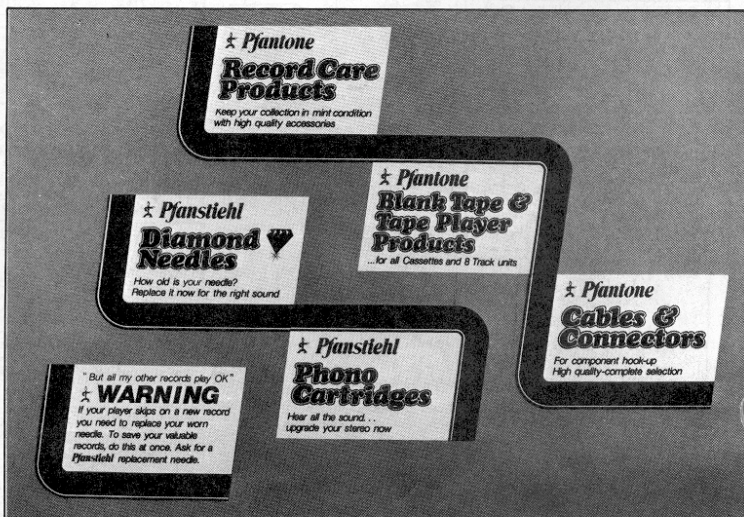 Pfantone
Record Care
Products
Keep your collection in mint condition
with high quality accessories
Pfantone
Blank Tape &
Tape Player
Products
...for all Cassettes and 8 Track units
Pfanstiehl
Diamond
Needles
How old is your needle?
Replace it now for the right sound
Pfantone
Cables &
Connectors
For component hook-up
High quality-complete selection
Pfanstiehl
Phono
Cartridges
Hear all the sound. . .
upgrade your stereo now
"But all my other records play OK"
WARNING
If your player skips on a new record
you need to replace your worn
needle. To save your valuable
records, do this at once. Ask for a
Pfanstiehl replacement needle.